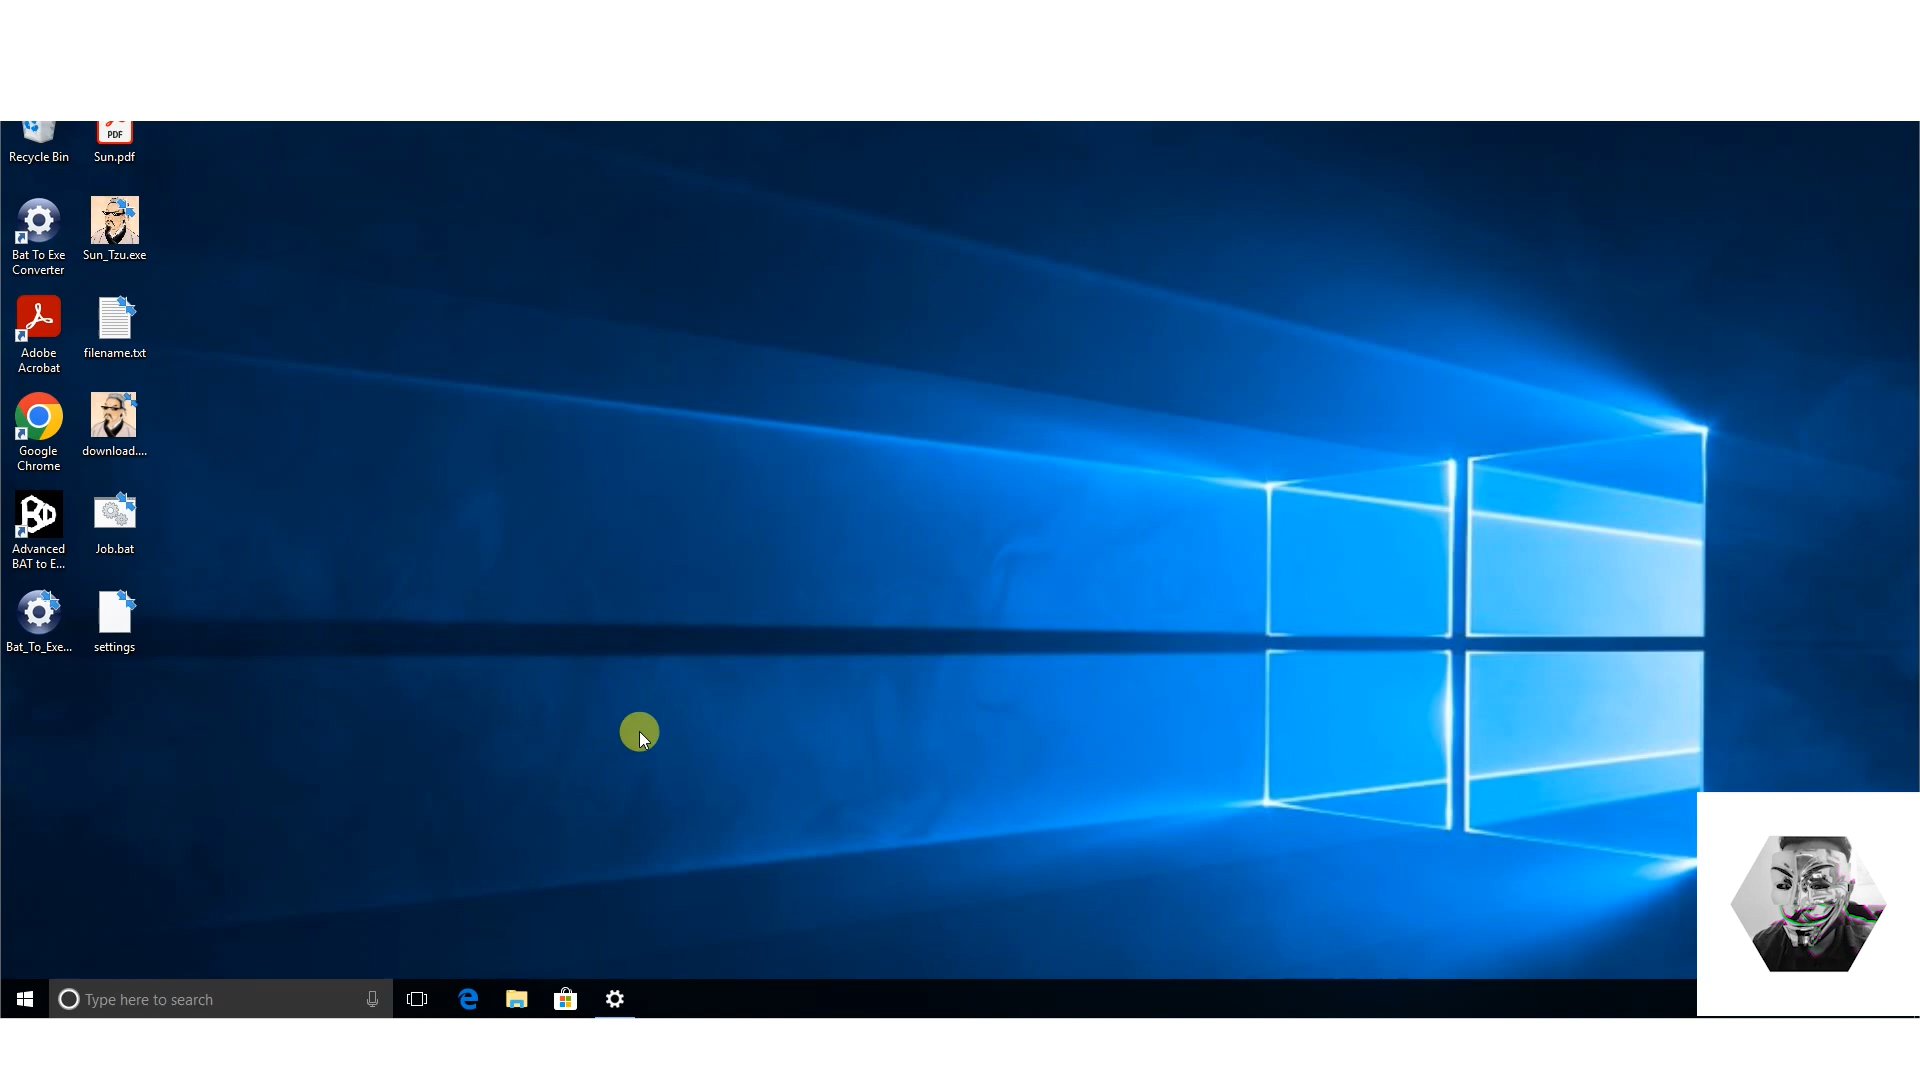 Recycle Bin
PDF
Sun.pdf
Bat To Exe
Converter
Sun_Tzu.exe
Adobe
Acrobat
filename.txt
Google
Chrome
download....
Advanced
BAT to E...
Job.bat
Bat_To_Exe...
settings
Type here to search